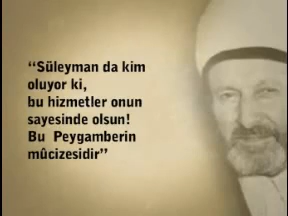 “Süleyman da kim
oluyor ki,
bu hizmetler onun
sayesinde olsun!
Bu Peygamberin
mûcizesidir”